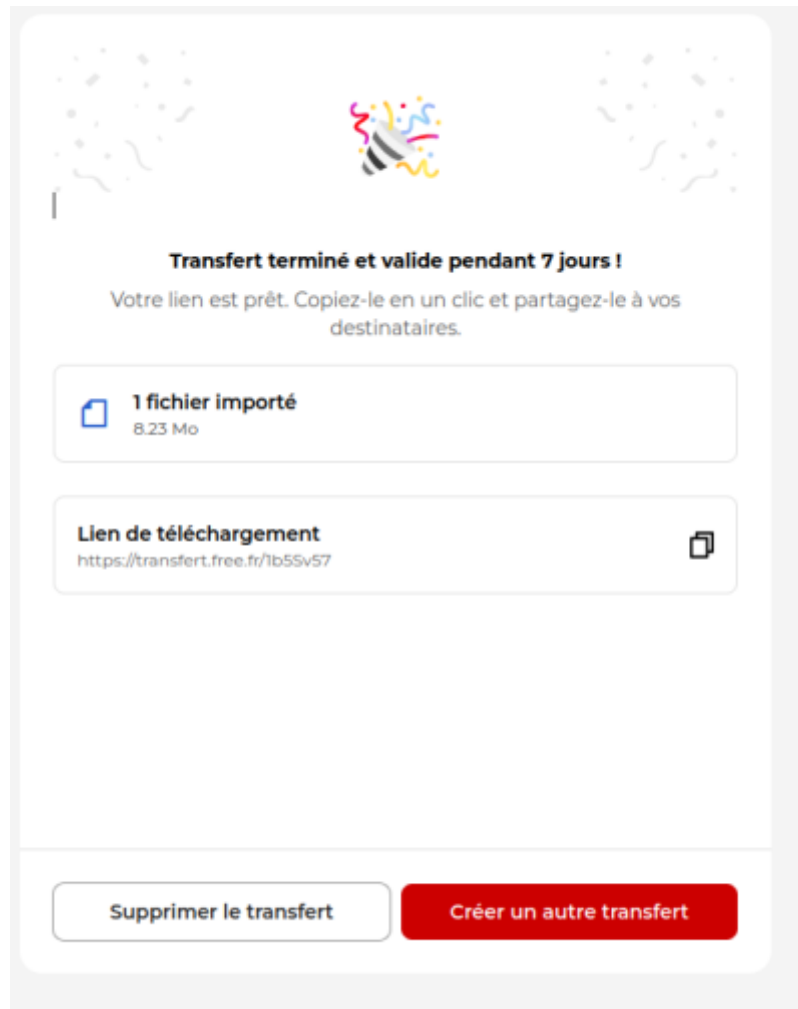 Transfert terminé et valide pendant 7 jours !
Votre lien est prêt. Copiez-le en un clic et partagez-le à vos
destinataires.
1 fichier importé
8.23 Mo
Lien de téléchargement
https://transfert.free.fr/1b5Sv57
Supprimer le transfert
Créer un autre transfert